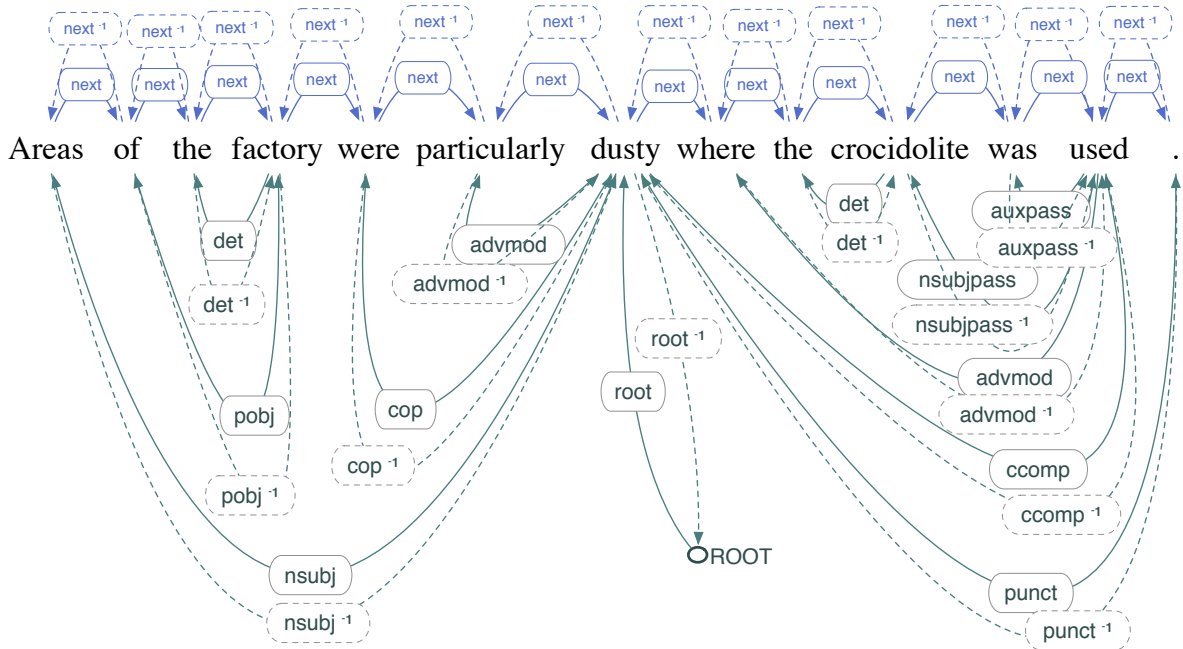 next -1 next -1 next -1 next -1 next -1 next -1 next -1 next -1 next -1 next -1 next -1 next -1
next next next next next next next next next next next next
Areas of the factory were particularly dusty where the crocidolite was used .
det advmod det auxpass
det -1 advmod -1 det -1 auxpass -1
nsubjpass
root -1 nsubjpass -1
pobj cop root advmod
advmod -1
pobj -1 cop -1 ccomp
ccomp -1
ROOT
nsubj punct
nsubj -1 punct -1